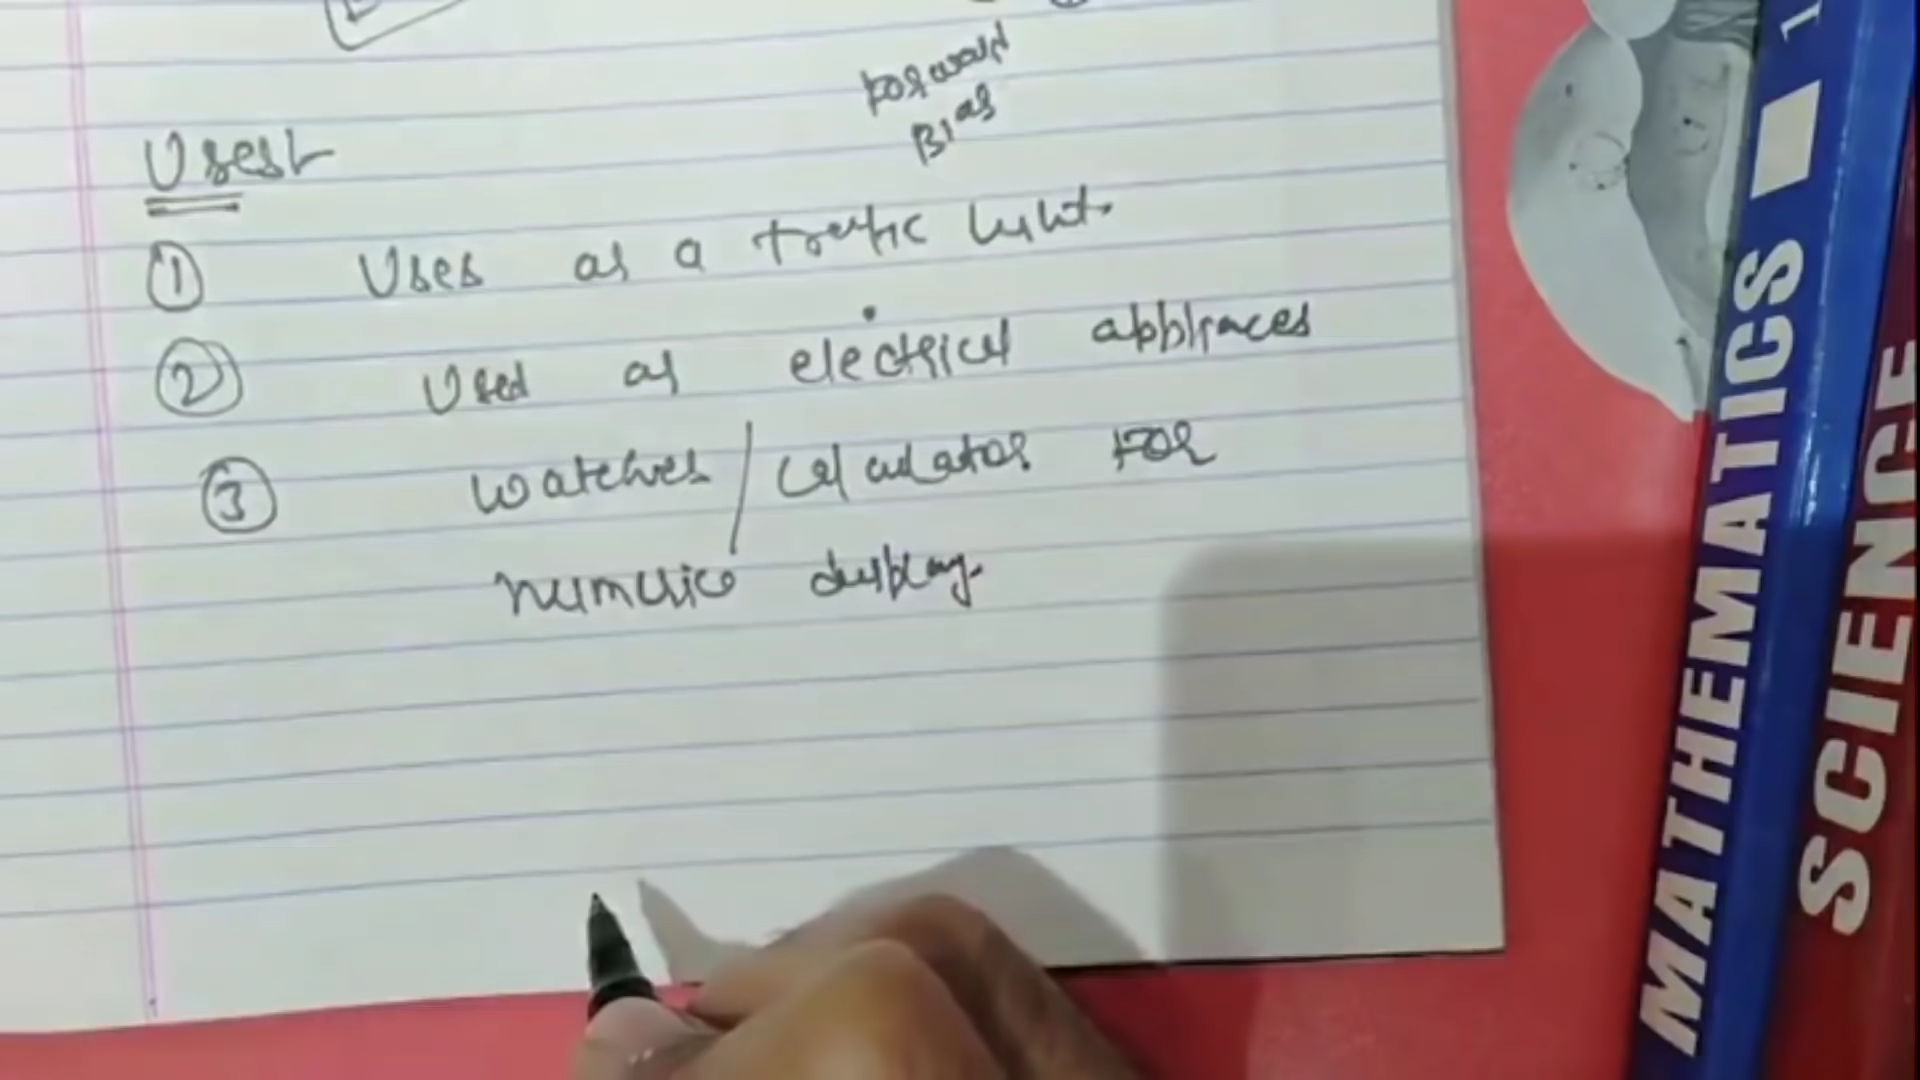 Forward
Bias
Uses:-
① Uses as a trafic light.
② Used as electrical appliances
③ watches/calculator for
numeric display.
MATHEMATICS
SCIENCE